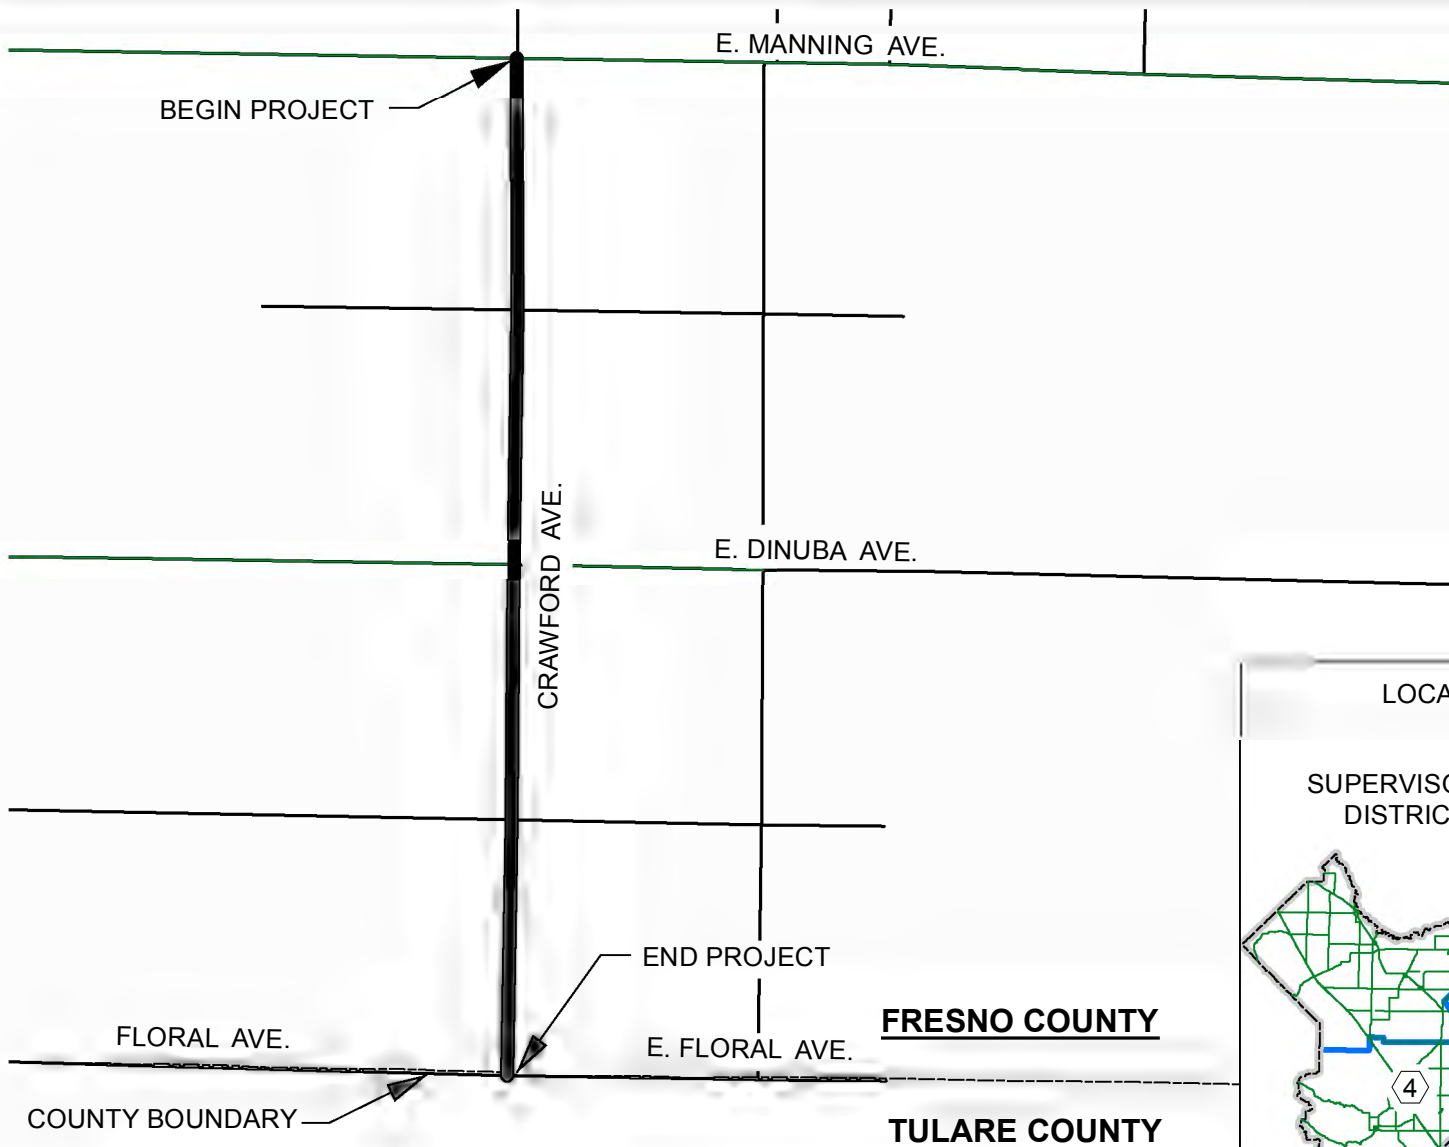 E. MANNING AVE.
BEGIN PROJECT
CRAWFORD AVE.
E. DINUBA AVE.
LOCA
SUPERVISO
DISTRIC
END PROJECT
FRESNO COUNTY
FLORAL AVE.
E. FLORAL AVE.
4
COUNTY BOUNDARY
TULARE COUNTY